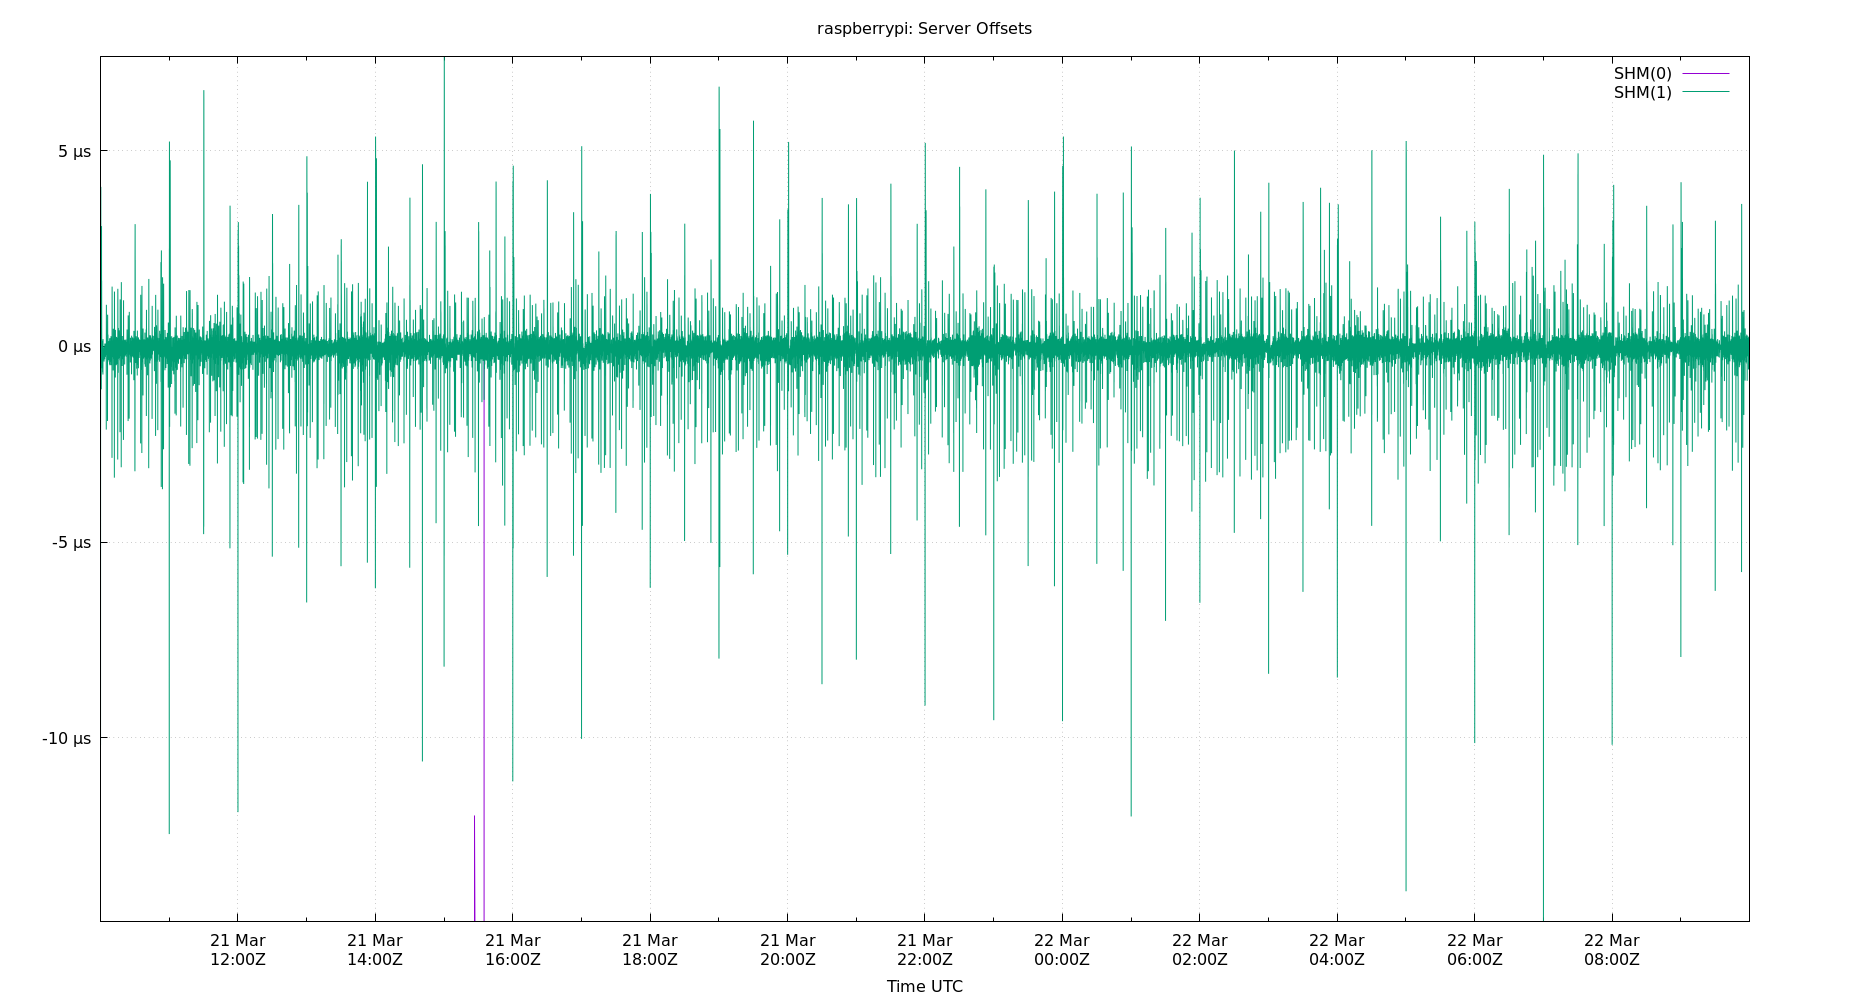 raspberrypi: Server Offsets
SHM(0)
SHM(1)
5 µs
0 µs
-5 µs
-10 µs
21 Mar 21 Mar 21 Mar 21 Mar 21 Mar 21 Mar 22 Mar 22 Mar 22 Mar 22 Mar 22 Mar
12:00Z 14:00Z 16:00Z 18:00Z 20:00Z 22:00Z 00:00Z 02:00Z 04:00Z 06:00Z 08:00Z
Time UTC